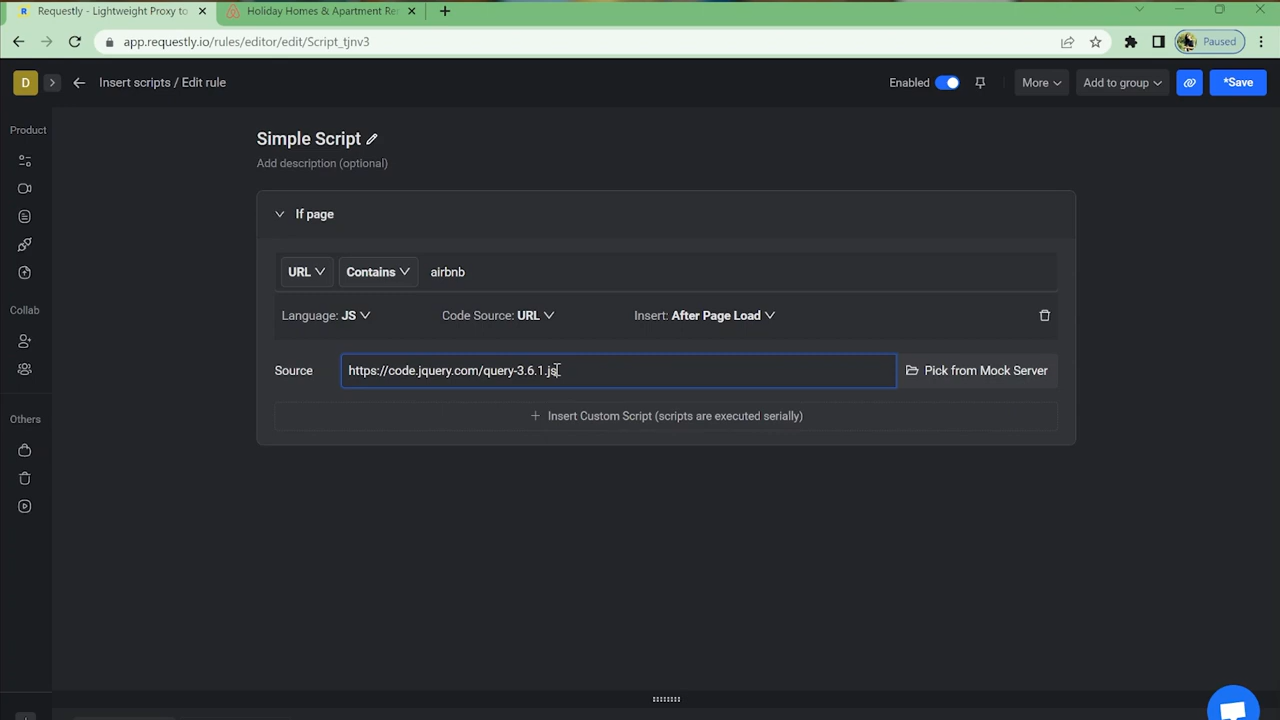 Requestly - Lightweight Proxy to
Holiday Homes & Apartment Re
app.requestly.io/rules/editor/edit/Script_tjnv3
Paused
D
Insert scripts / Edit rule
Enabled
More
Add to group
*Save
Product
Simple Script
Add description (optional)
If page
URL
Contains
airbnb
Language: JS
Code Source: URL
Insert: After Page Load
Collab
Source
https://code.jquery.com/query-3.6.1.js
Pick from Mock Server
+ Insert Custom Script (scripts are executed serially)
Others